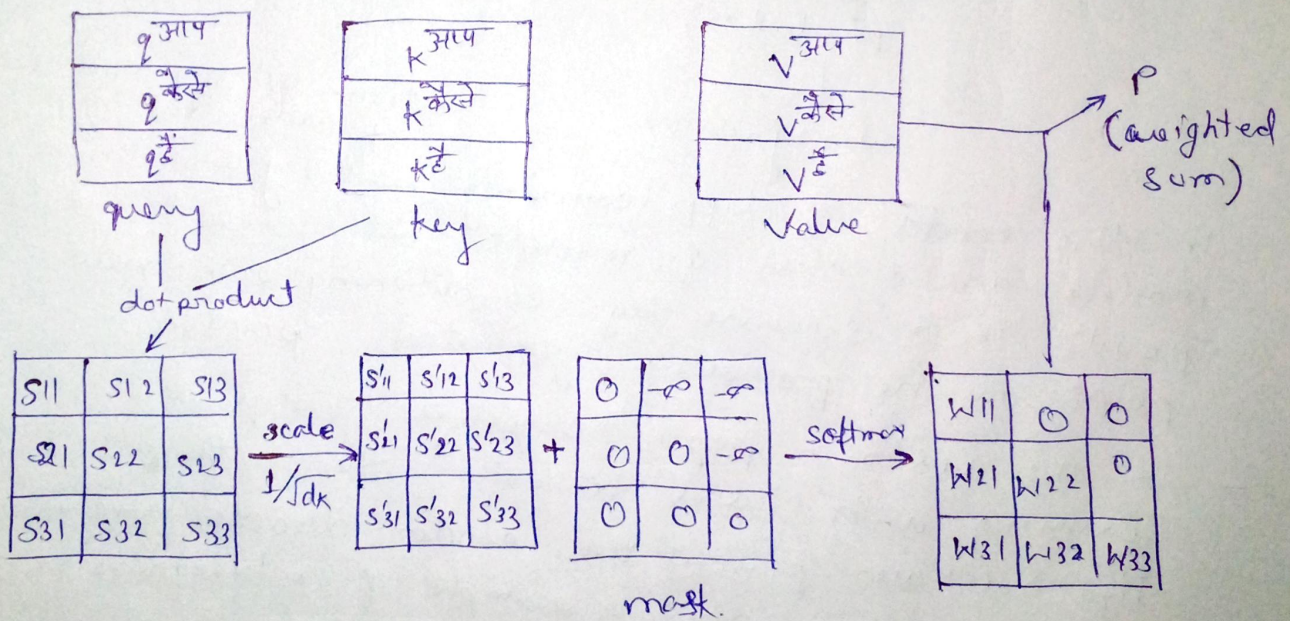 q आप
q कैसे
q हैं
query
k आप
k कैसे
k हैं
key
V आप
V कैसे
V हैं
Value
P
(weighted
sum)
dot product
S11 S12 S13
S21 S22 S23
S31 S32 S33
scale
1/√dk
S'11 S'12 S'13
S'21 S'22 S'23
S'31 S'32 S'33
+
0 -∞ -∞
0 0 -∞
0 0 0
mask.
softmax
W11 0 0
W21 W22 0
W31 W32 W33